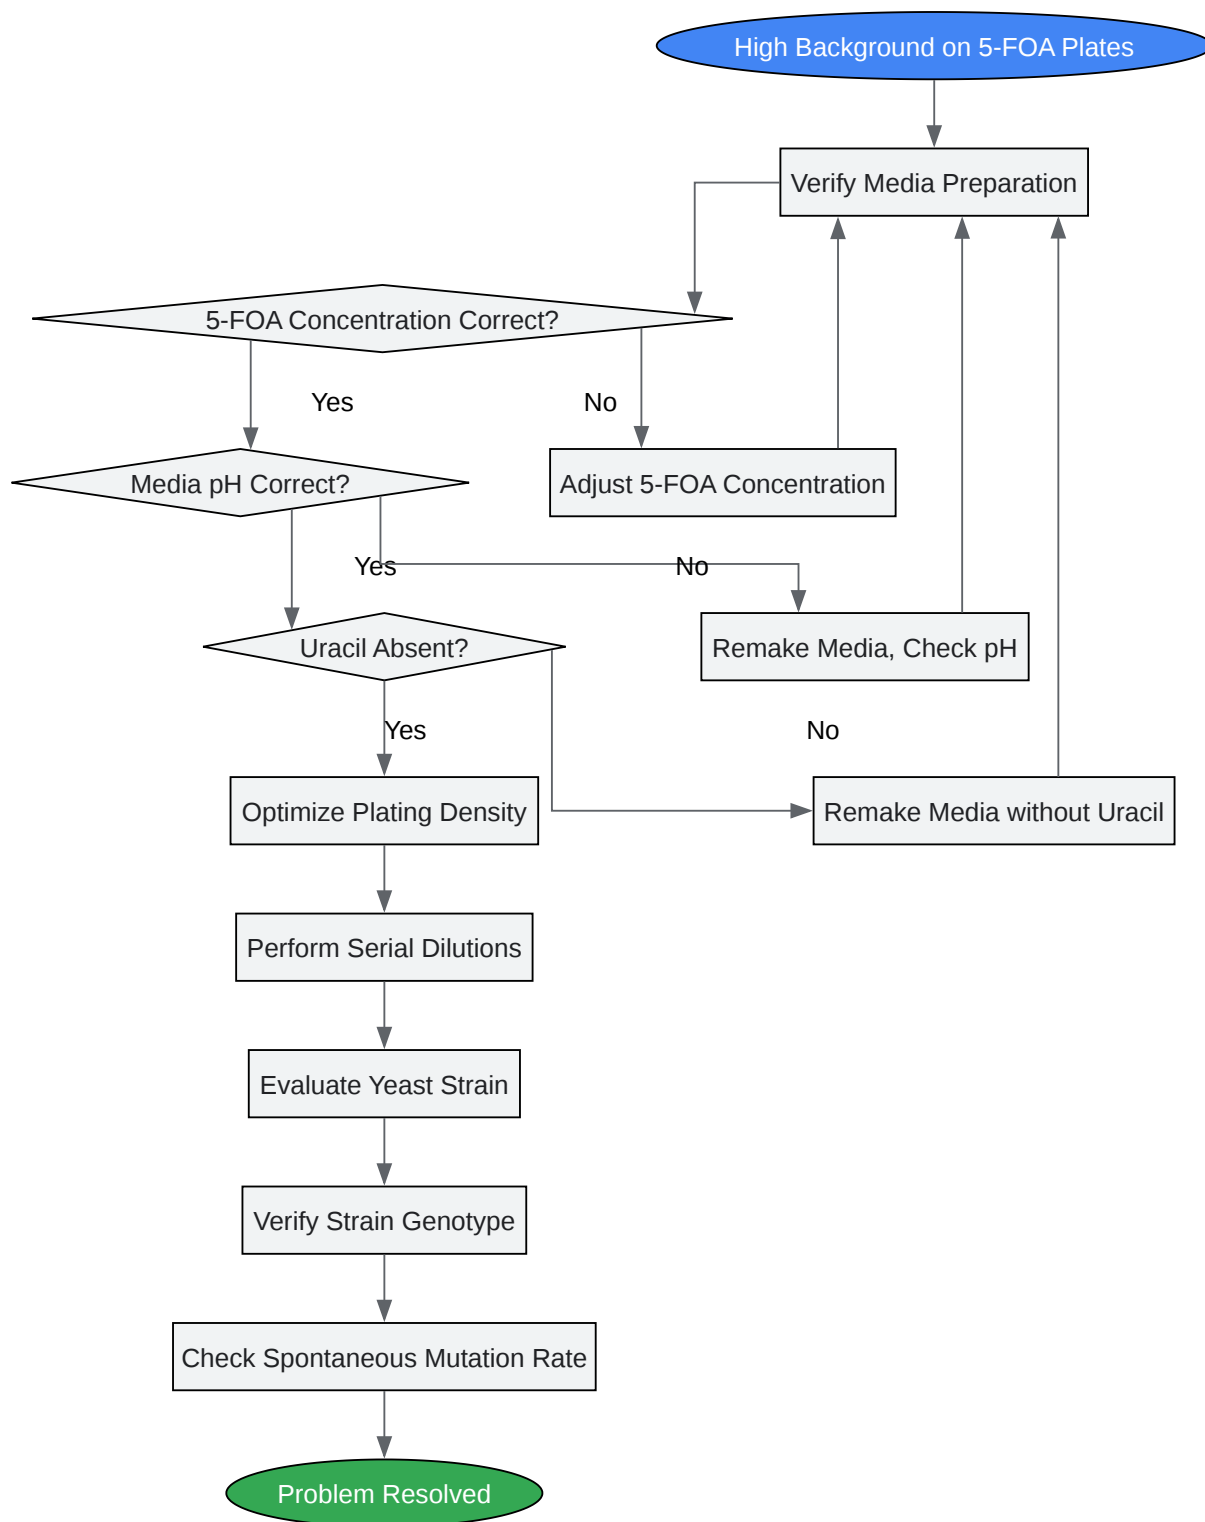 High Background on 5-FOA Plates
Verify Media Preparation
5-FOA Concentration Correct?
Yes
No
Media pH Correct?
Adjust 5-FOA Concentration
Yes
No
Uracil Absent?
Remake Media, Check pH
Yes
No
Optimize Plating Density
Remake Media without Uracil
Perform Serial Dilutions
Evaluate Yeast Strain
Verify Strain Genotype
Check Spontaneous Mutation Rate
Problem Resolved